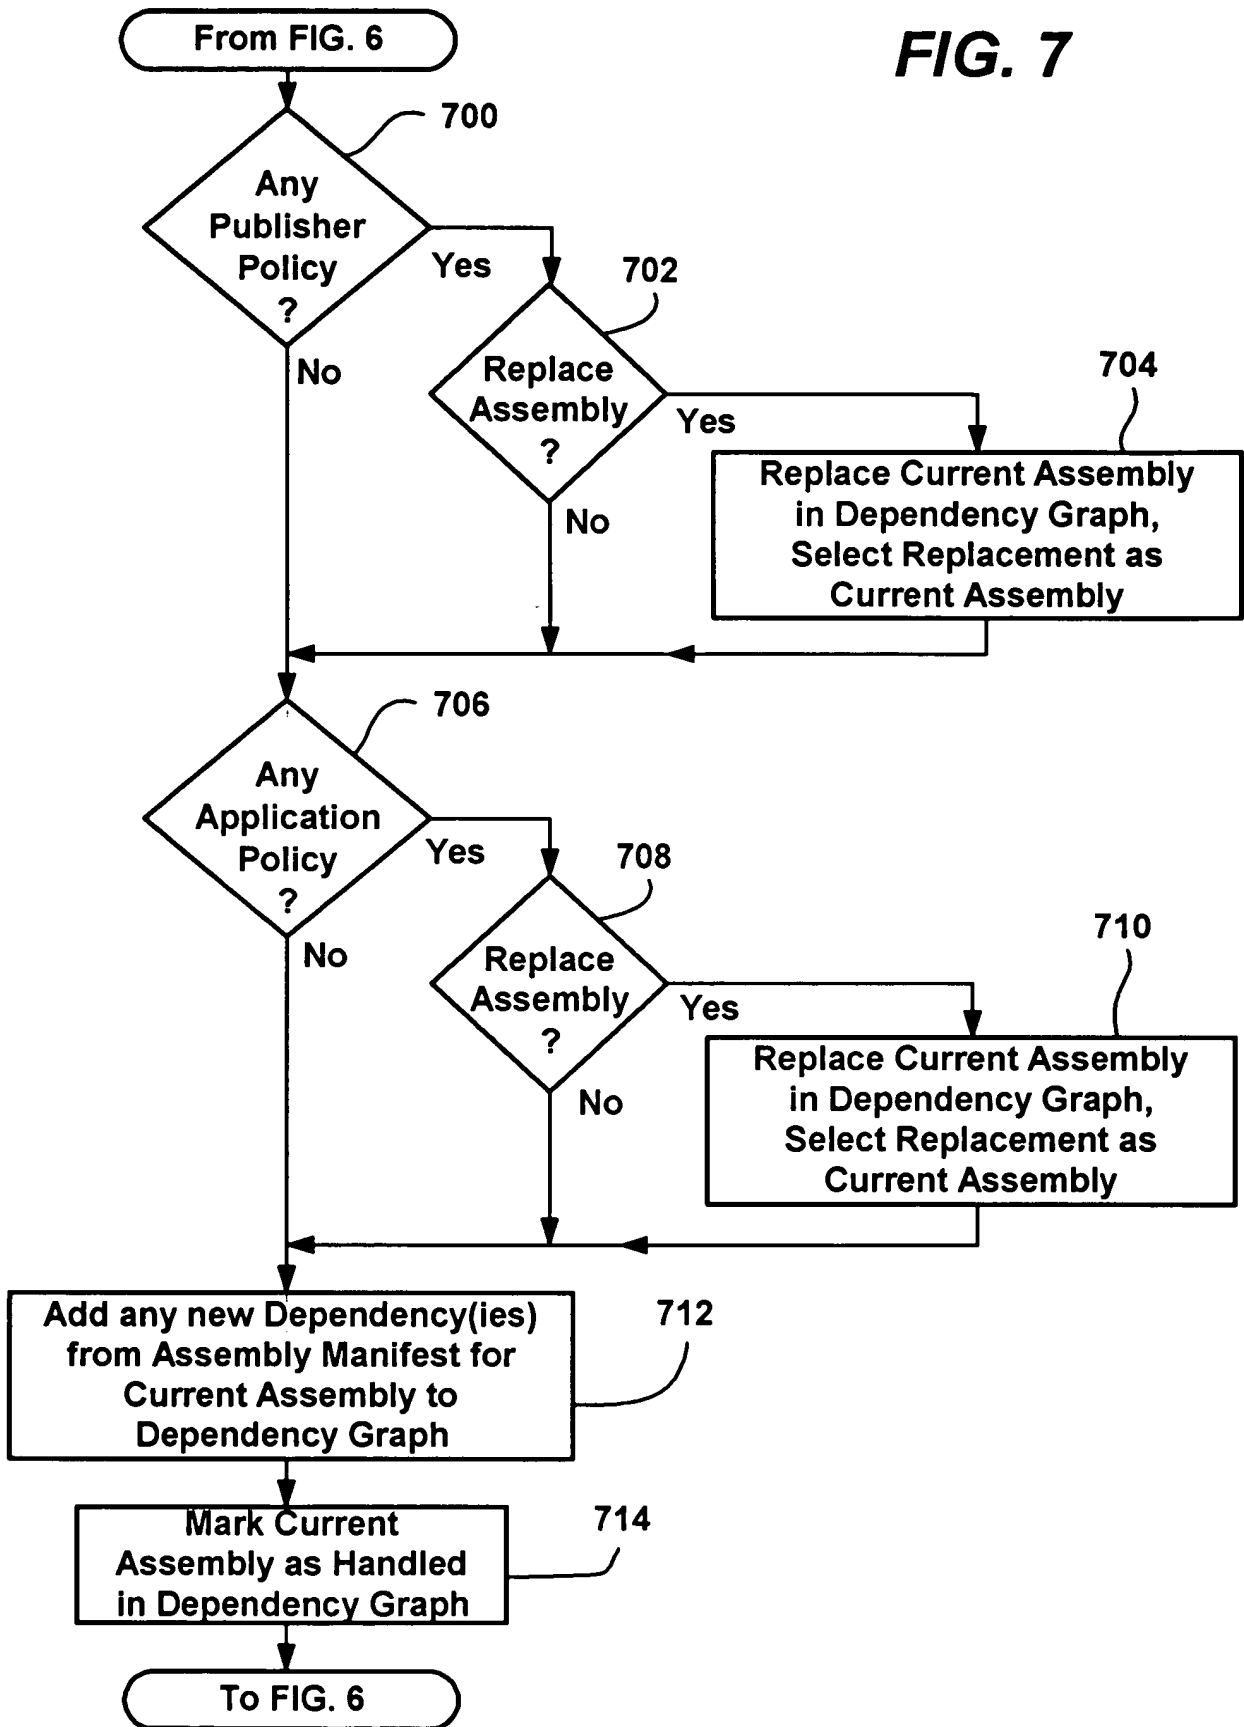 From FIG. 6
FIG. 7
700
Any
Publisher
Policy
?
Yes
No
702
Replace
Assembly
?
Yes
No
704
Replace Current Assembly
in Dependency Graph,
Select Replacement as
Current Assembly
706
Any
Application
Policy
?
Yes
No
708
Replace
Assembly
?
Yes
No
710
Replace Current Assembly
in Dependency Graph,
Select Replacement as
Current Assembly
Add any new Dependency(ies)
from Assembly Manifest for
Current Assembly to
Dependency Graph
712
Mark Current
Assembly as Handled
in Dependency Graph
714
To FIG. 6